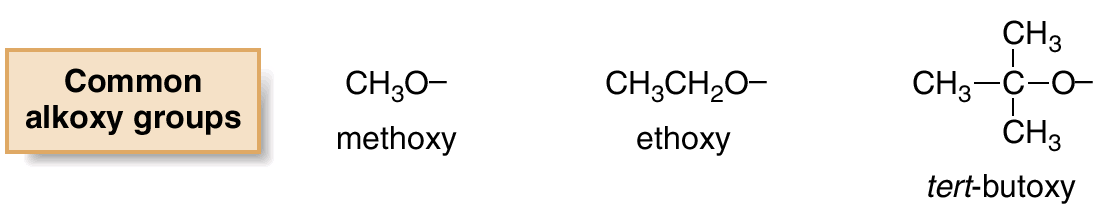 Common
alkoxy groups
CH₃O–
methoxy
CH₃CH₂O–
ethoxy
CH₃
CH₃–C–O–
CH₃
tert-butoxy